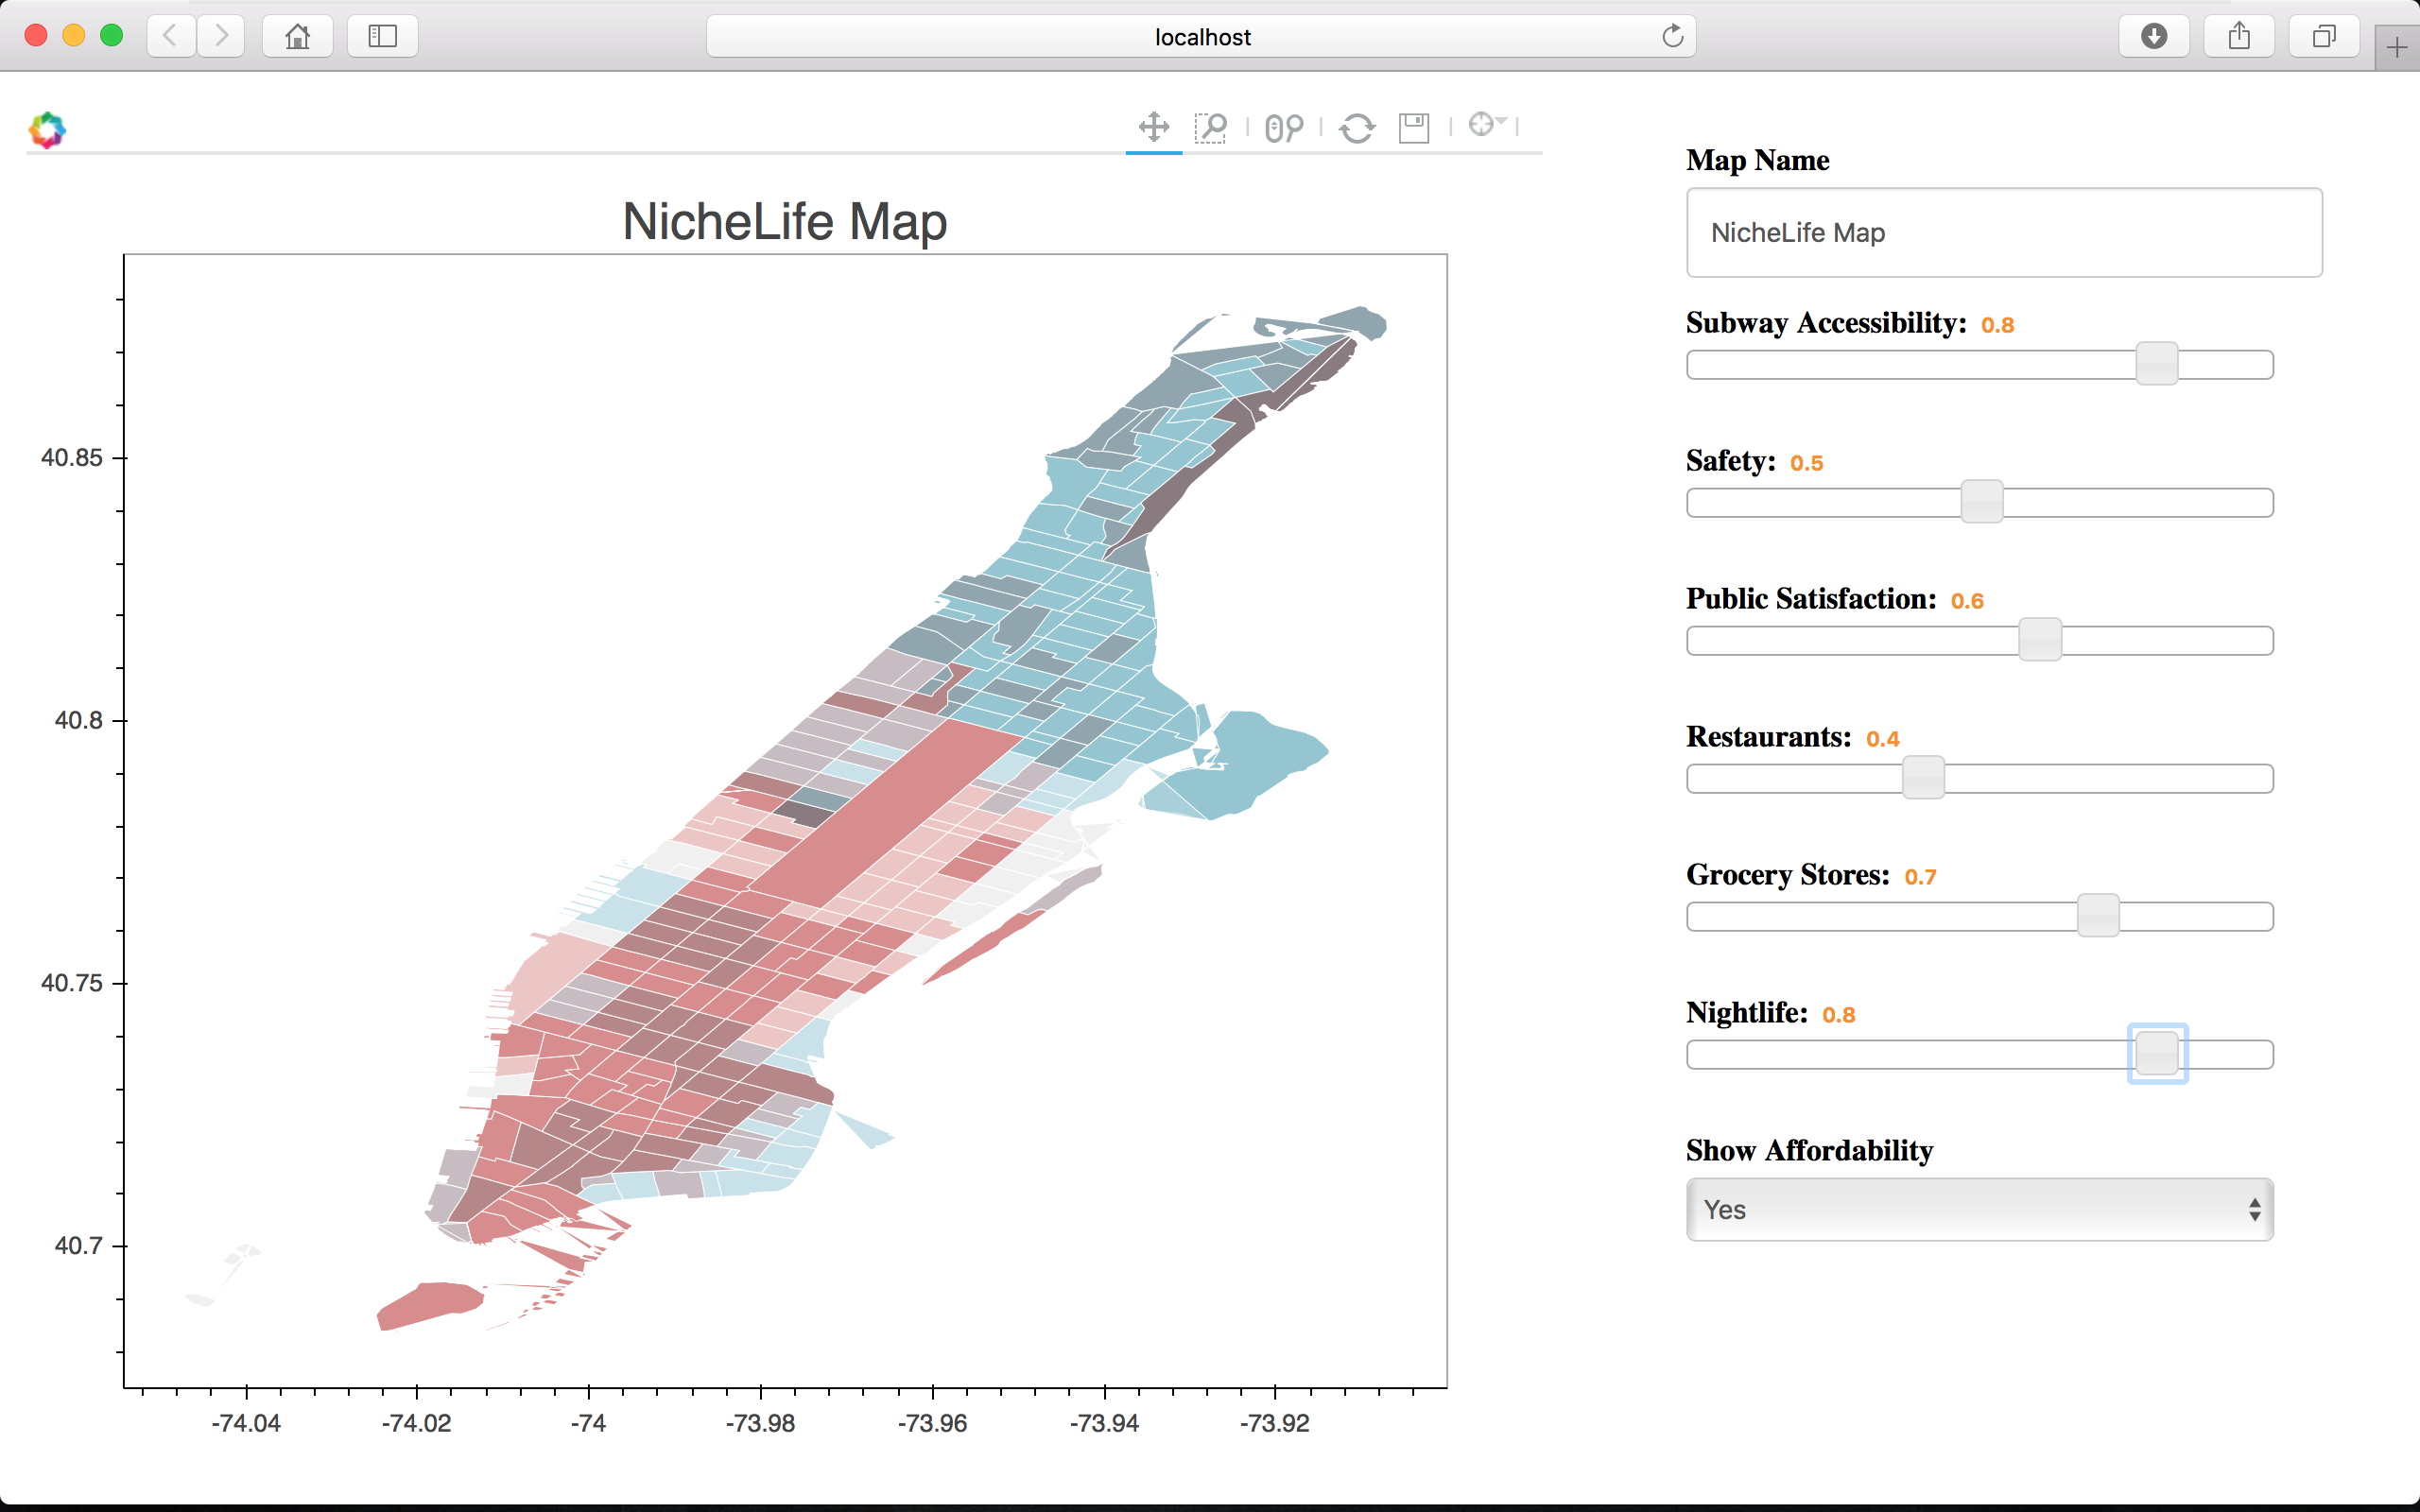 localhost
NicheLife Map
40.85
40.8
40.75
40.7
-74.04 -74.02 -74 -73.98 -73.96 -73.94 -73.92
Map Name
NicheLife Map
Subway Accessibility: 0.8
Safety: 0.5
Public Satisfaction: 0.6
Restaurants: 0.4
Grocery Stores: 0.7
Nightlife: 0.8
Show Affordability
Yes